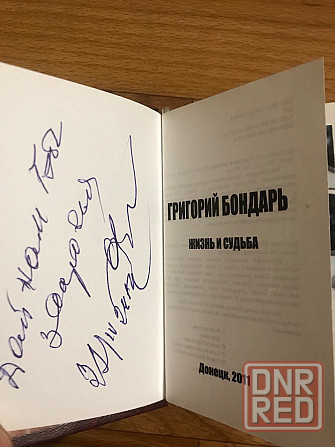 Дай нам Бог
здоровья
ГРИГОРИЙ БОНДАРЬ
ЖИЗНЬ И СУДЬБА
Донецк, 2011
DNR
RED